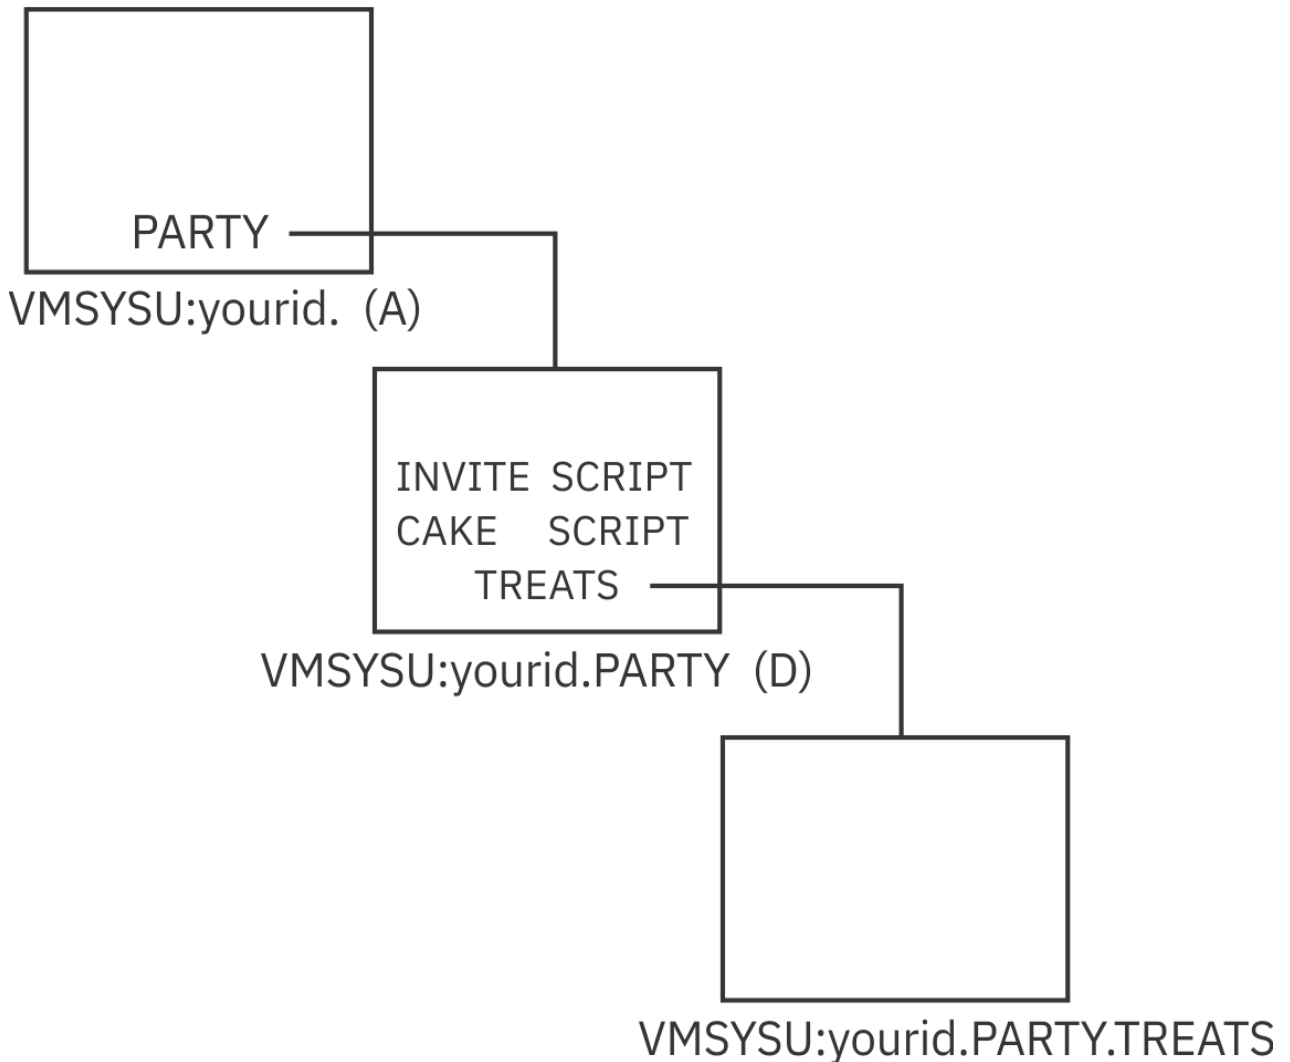 PARTY
VMSYSU:yourid. (A)
INVITE SCRIPT
CAKE SCRIPT
TREATS
VMSYSU:yourid.PARTY (D)
VMSYSU:yourid.PARTY.TREATS